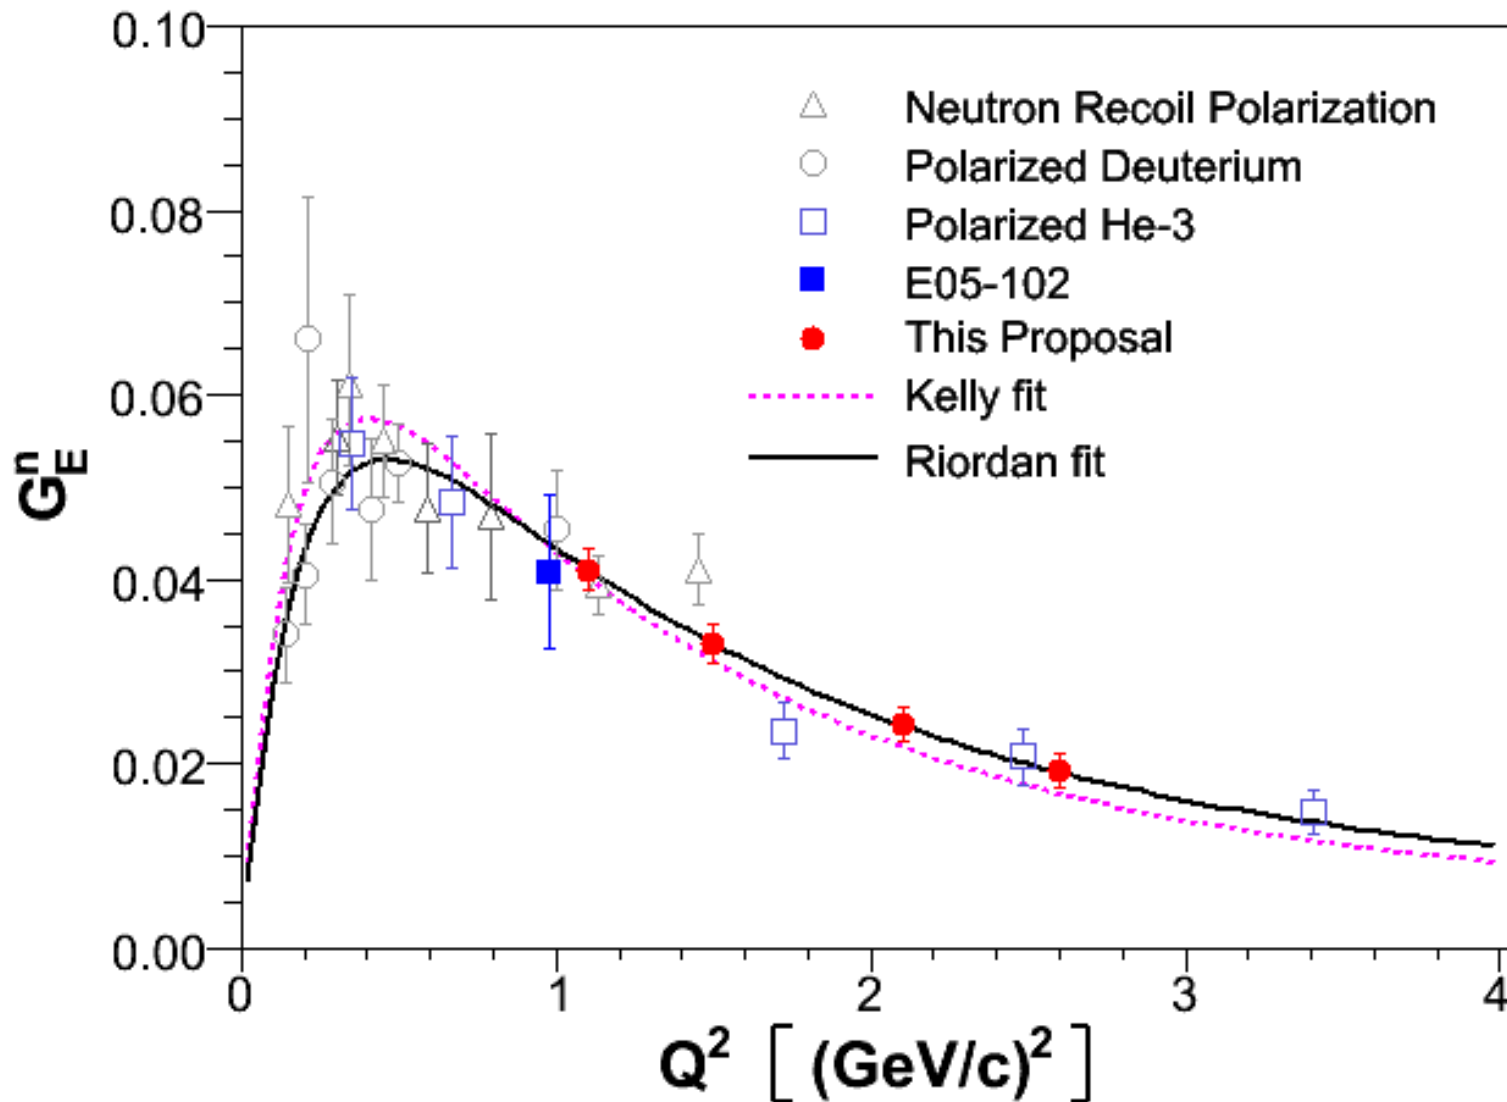 0.10
0.08
0.06
0.04
0.02
0.00
G^n_E
Neutron Recoil Polarization
Polarized Deuterium
Polarized He-3
E05-102
This Proposal
Kelly fit
Riordan fit
0 1 2 3 4
Q² [ (GeV/c)² ]